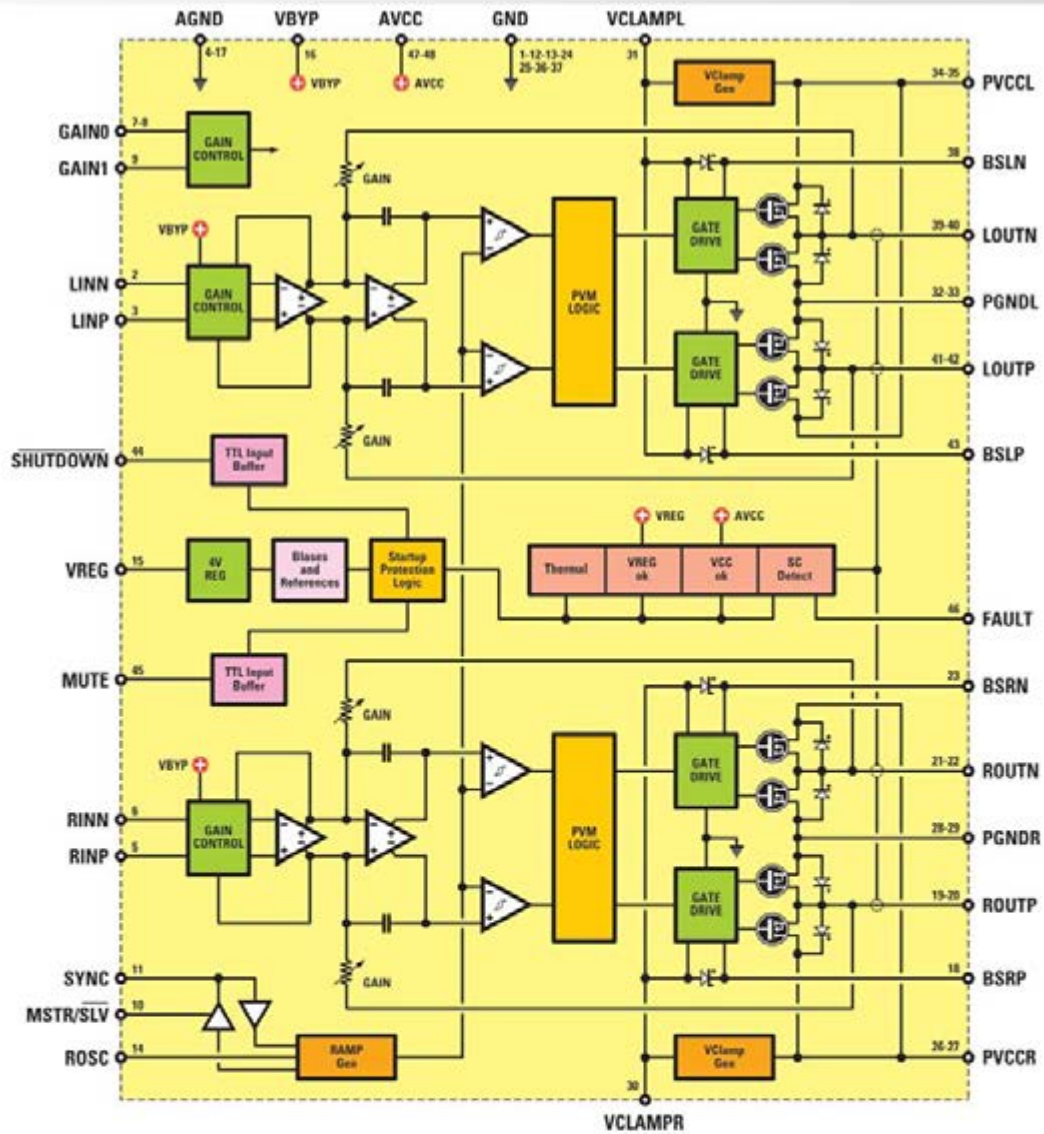 AGND VBYP AVCC GND VCLAMPL
4-17 16 47-48 1-12-13-24 31
25-36-37
VBYP AVCC
VClamp
Gen
34-35 PVCCL
GAIN0 7-8
GAIN
CONTROL
GAIN1 9
38 BSLN
GAIN
VBYP
GATE
DRIVE
39-40 LOUTN
LINN 2
GAIN
CONTROL
LINP 3
PVM
LOGIC
32-33 PGNDL
GATE
DRIVE
41-42 LOUTP
GAIN
43 BSLP
SHUTDOWN 44
TTL Input
Buffer
VREG AVCC
VREG 15
4V
REG
Biases
and
References
Startup
Protection
Logic
Thermal
VREG
ok
VCC
ok
SC
Detect
46 FAULT
MUTE 45
TTL Input
Buffer
23 BSRN
GAIN
VBYP
GATE
DRIVE
21-22 ROUTN
RINN 6
GAIN
CONTROL
RINP 5
PVM
LOGIC
28-29 PGNDR
GATE
DRIVE
19-20 ROUTP
GAIN
SYNC 11
18 BSRP
MSTR/SLV 10
ROSC 14
RAMP
Gen
VClamp
Gen
26-27 PVCCR
30
VCLAMPR